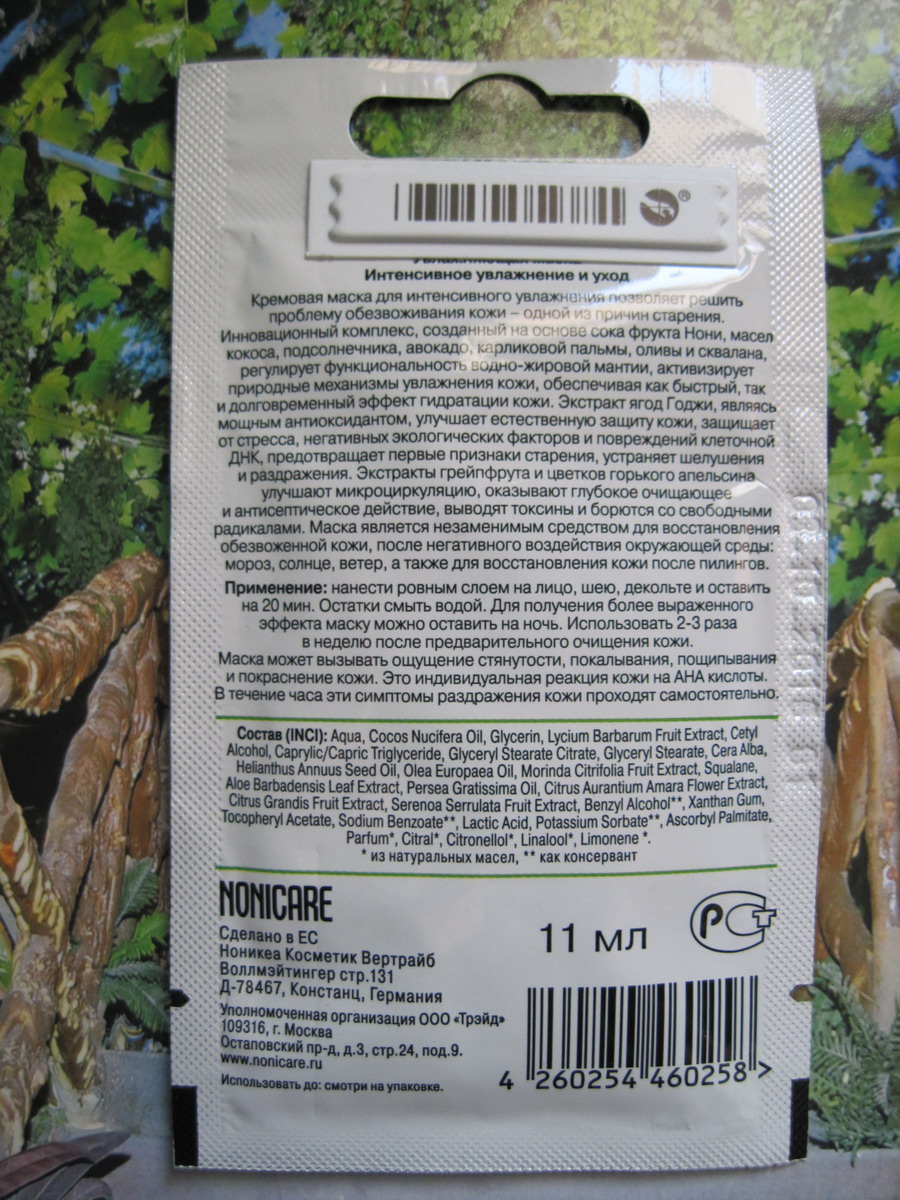 Интенсивное увлажнение и уход
Кремовая маска для интенсивного увлажнения позволяет решить
проблему обезвоживания кожи – одной из причин старения.
Инновационный комплекс, созданный на основе сока фрукта Нони, масел
кокоса, подсолнечника, авокадо, карликовой пальмы, оливы и сквалана,
регулирует функциональность водно-жировой мантии, активизирует
природные механизмы увлажнения кожи, обеспечивая как быстрый, так
и долговременный эффект гидратации кожи. Экстракт ягод Годжи, являясь
мощным антиоксидантом, улучшает естественную защиту кожи, защищает
от стресса, негативных экологических факторов и повреждений клеточной
ДНК, предотвращает первые признаки старения, устраняет шелушения
и раздражения. Экстракты грейпфрута и цветков горького апельсина
улучшают микроциркуляцию, оказывают глубокое очищающее
и антисептическое действие, выводят токсины и борются со свободными
радикалами. Маска является незаменимым средством для восстановления
обезвоженной кожи, после негативного воздействия окружающей среды:
мороз, солнце, ветер, а также для восстановления кожи после пилингов.
Применение: нанести ровным слоем на лицо, шею, декольте и оставить
на 20 мин. Остатки смыть водой. Для получения более выраженного
эффекта маску можно оставить на ночь. Использовать 2-3 раза
в неделю после предварительного очищения кожи.
Маска может вызывать ощущение стянутости, покалывания, пощипывания
и покраснение кожи. Это индивидуальная реакция кожи на АНА кислоты.
В течение часа эти симптомы раздражения кожи проходят самостоятельно.
Состав (INCI): Aqua, Cocos Nucifera Oil, Glycerin, Lycium Barbarum Fruit Extract, Cetyl
Alcohol, Caprylic/Capric Triglyceride, Glyceryl Stearate Citrate, Glyceryl Stearate, Cera Alba,
Helianthus Annuus Seed Oil, Olea Europaea Oil, Morinda Citrifolia Fruit Extract, Squalane,
Aloe Barbadensis Leaf Extract, Persea Gratissima Oil, Citrus Aurantium Amara Flower Extract,
Citrus Grandis Fruit Extract, Serenoa Serrulata Fruit Extract, Benzyl Alcohol**, Xanthan Gum,
Tocopheryl Acetate, Sodium Benzoate**, Lactic Acid, Potassium Sorbate**, Ascorbyl Palmitate,
Parfum*, Citral*, Citronellol*, Linalool*, Limonene *.
* из натуральных масел, ** как консервант
NONICARE
Сделано в ЕС
Ноникеа Косметик Вертрайб
Воллмэйтингер стр.131
Д-78467, Констанц, Германия
11 мл
РСТ
Уполномоченная организация ООО «Трэйд»
109316, г. Москва
Остаповский пр-д, д.3, стр.24, под.9.
www.nonicare.ru
Использовать до: смотри на упаковке.
4 260254 460258 >